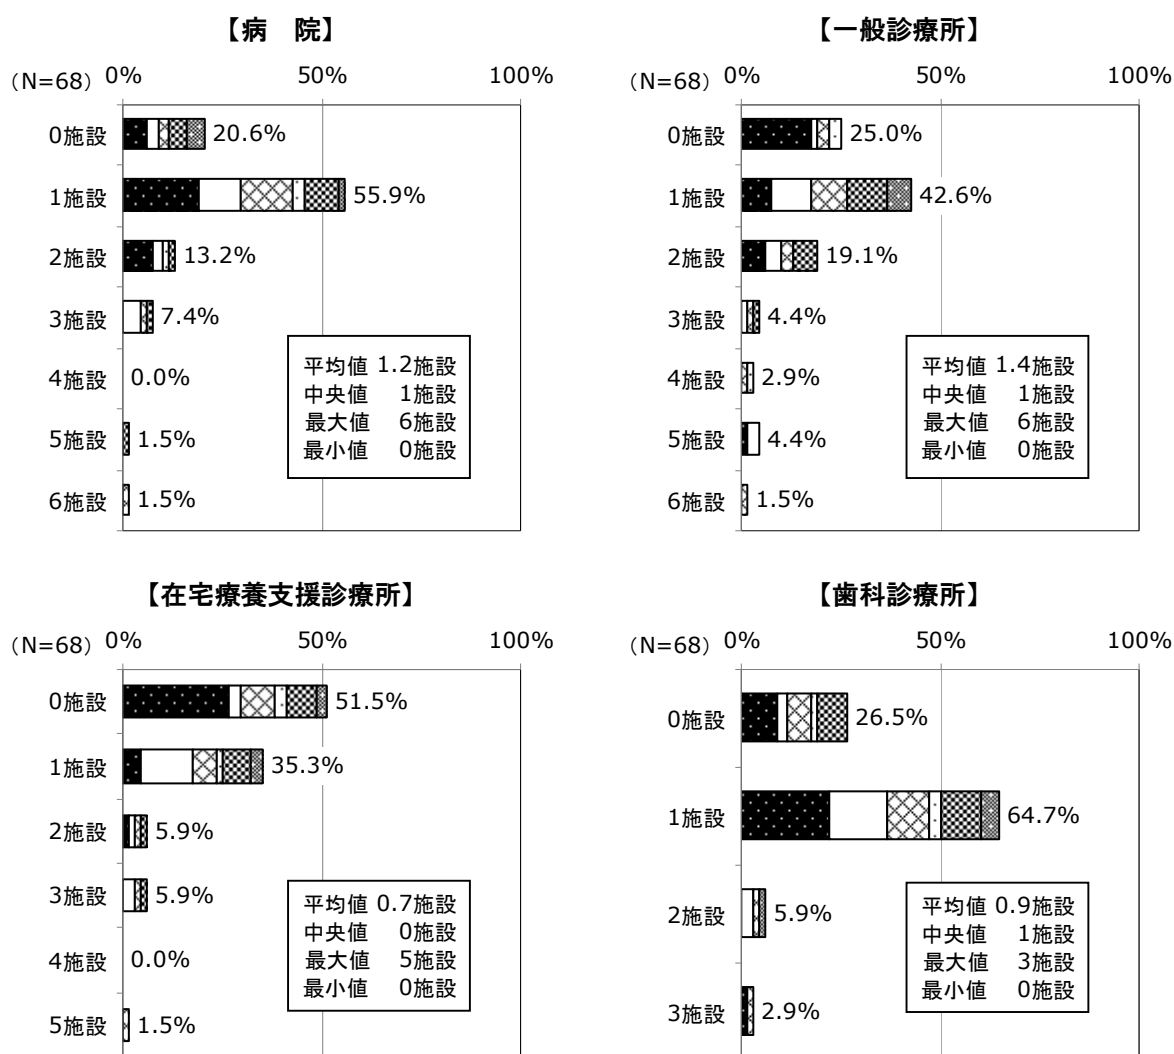 【病　院】
（N=68） 0% 50% 100%
0施設 20.6%
1施設 55.9%
2施設 13.2%
3施設 7.4%
4施設 0.0%
5施設 1.5%
6施設 1.5%
平均値 1.2施設
中央値 1施設
最大値 6施設
最小値 0施設
【一般診療所】
（N=68） 0% 50% 100%
0施設 25.0%
1施設 42.6%
2施設 19.1%
3施設 4.4%
4施設 2.9%
5施設 4.4%
6施設 1.5%
平均値 1.4施設
中央値 1施設
最大値 6施設
最小値 0施設
【在宅療養支援診療所】
（N=68） 0% 50% 100%
0施設 51.5%
1施設 35.3%
2施設 5.9%
3施設 5.9%
4施設 0.0%
5施設 1.5%
平均値 0.7施設
中央値 0施設
最大値 5施設
最小値 0施設
【歯科診療所】
（N=68） 0% 50% 100%
0施設 26.5%
1施設 64.7%
2施設 5.9%
3施設 2.9%
平均値 0.9施設
中央値 1施設
最大値 3施設
最小値 0施設